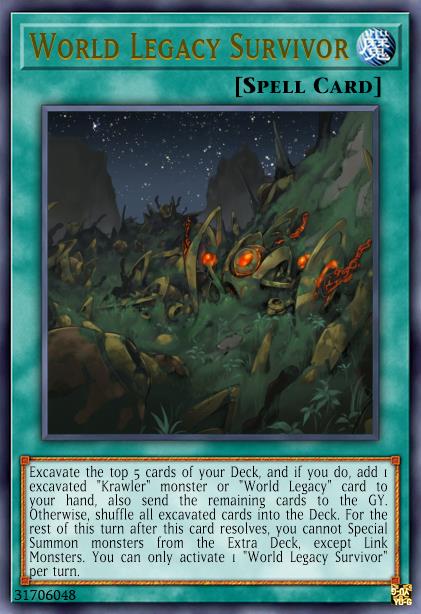 World Legacy Survivor
魔
[Spell Card]
Excavate the top 5 cards of your Deck, and if you do, add 1
excavated "Krawler" monster or "World Legacy" card to
your hand, also send the remaining cards to the GY.
Otherwise, shuffle all excavated cards into the Deck. For the
rest of this turn after this card resolves, you cannot Special
Summon monsters from the Extra Deck, except Link
Monsters. You can only activate 1 "World Legacy Survivor"
per turn.
31706048